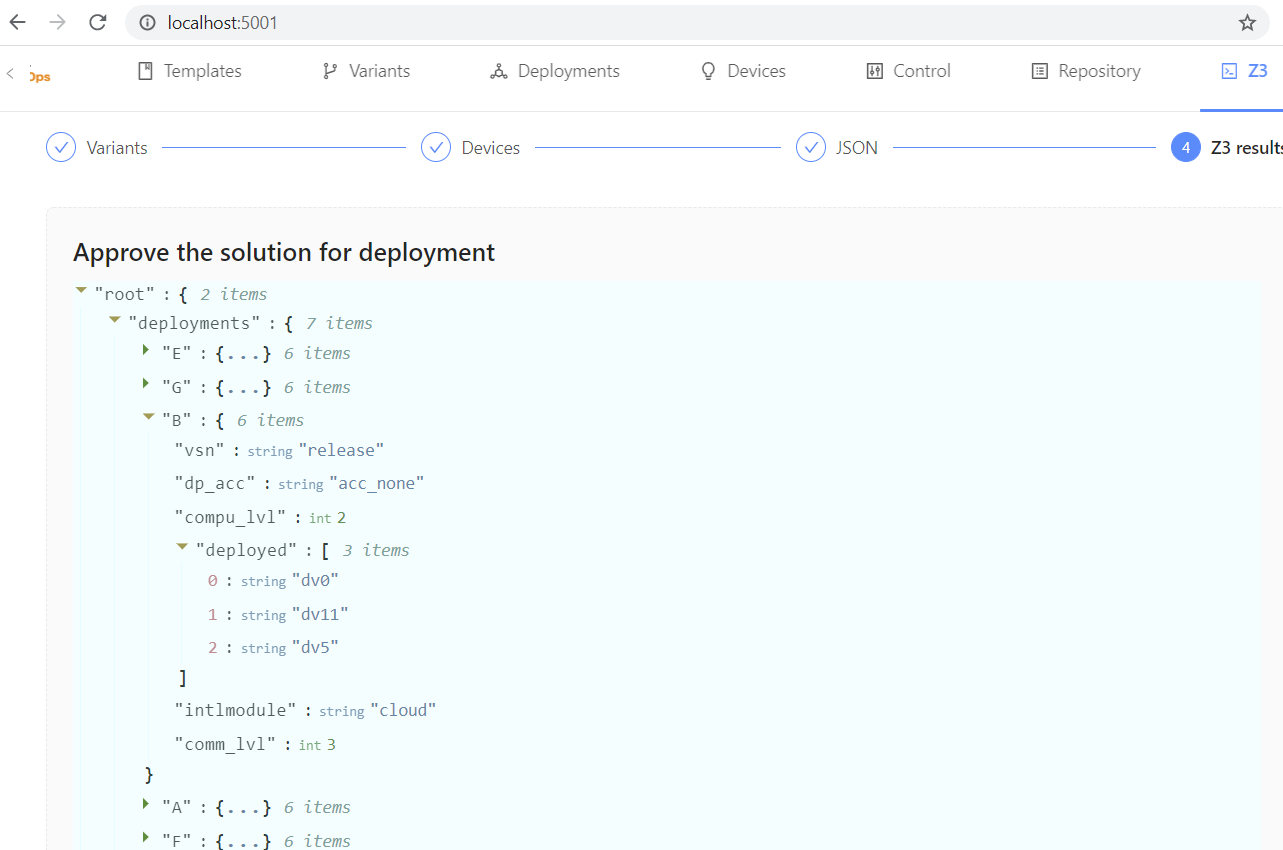 localhost:5001
Ops Templates Variants Deployments Devices Control Repository Z3
Variants Devices JSON 4 Z3 results
Approve the solution for deployment
"root" : { 2 items
"deployments" : { 7 items
"E" : {...} 6 items
"G" : {...} 6 items
"B" : { 6 items
"vsn" : string "release"
"dp_acc" : string "acc_none"
"compu_lvl" : int 2
"deployed" : [ 3 items
0 : string "dv0"
1 : string "dv11"
2 : string "dv5"
]
"intlmodule" : string "cloud"
"comm_lvl" : int 3
}
"A" : {...} 6 items
"F" : {...} 6 items